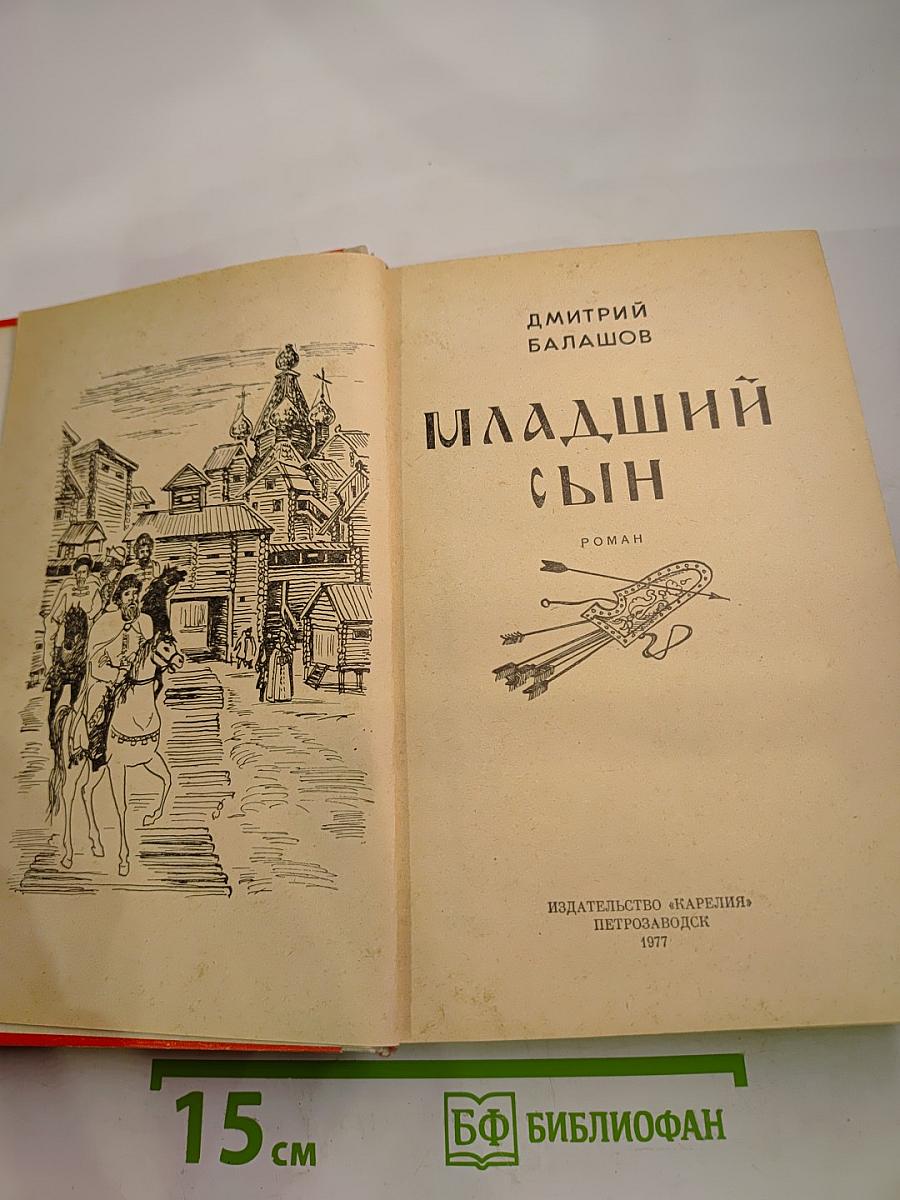 ДМИТРИЙ
БАЛАШОВ
МЛАДШИЙ
СЫН
РОМАН
ИЗДАТЕЛЬСТВО «КАРЕЛИЯ»
ПЕТРОЗАВОДСК
1977
15 см
БФ БИБЛИОФАН